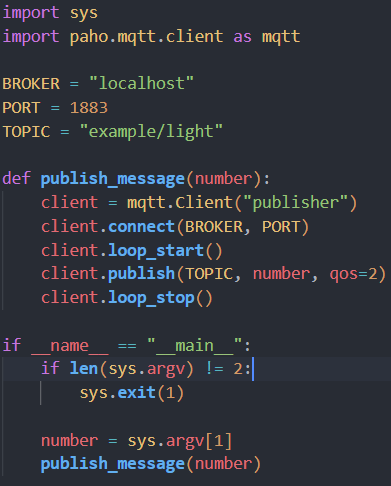 import sys
import paho.mqtt.client as mqtt

BROKER = "localhost"
PORT = 1883
TOPIC = "example/light"

def publish_message(number):
    client = mqtt.Client("publisher")
    client.connect(BROKER, PORT)
    client.loop_start()
    client.publish(TOPIC, number, qos=2)
    client.loop_stop()

if __name__ == "__main__":
    if len(sys.argv) != 2:
        sys.exit(1)

    number = sys.argv[1]
    publish_message(number)